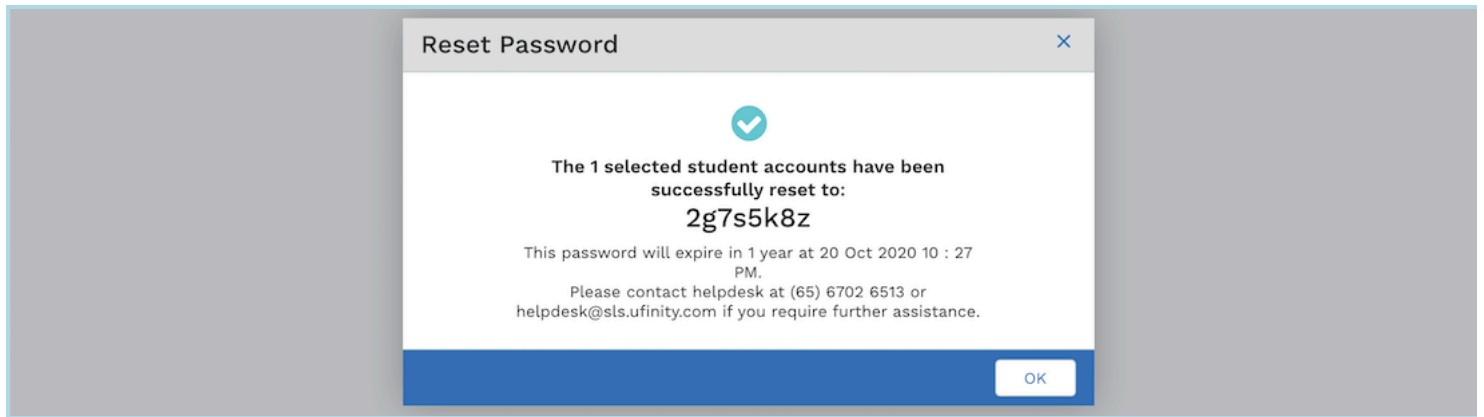 Reset Password
The 1 selected student accounts have been
successfully reset to:
2g7s5k8z
This password will expire in 1 year at 20 Oct 2020 10 : 27
PM.
Please contact helpdesk at (65) 6702 6513 or
helpdesk@sls.ufinity.com if you require further assistance.
OK